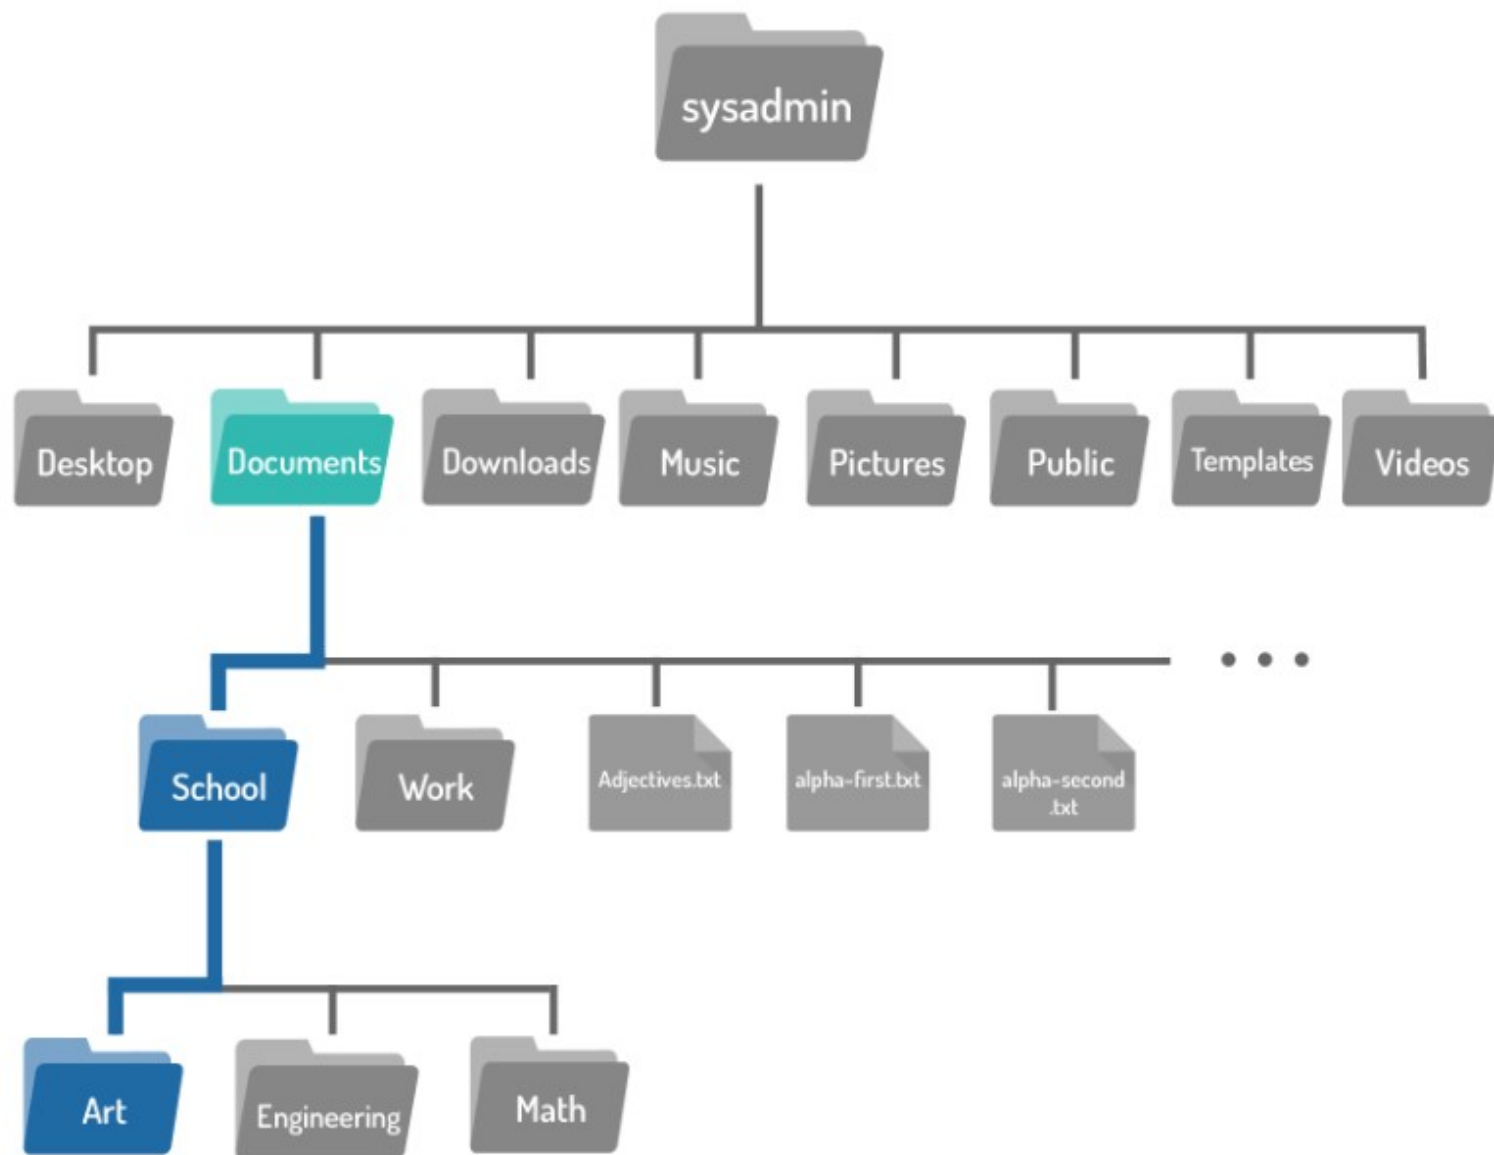 sysadmin
Desktop
Documents
Downloads
Music
Pictures
Public
Templates
Videos
School
Work
Adjectives.txt
alpha-first.txt
alpha-second
.txt
Art
Engineering
Math